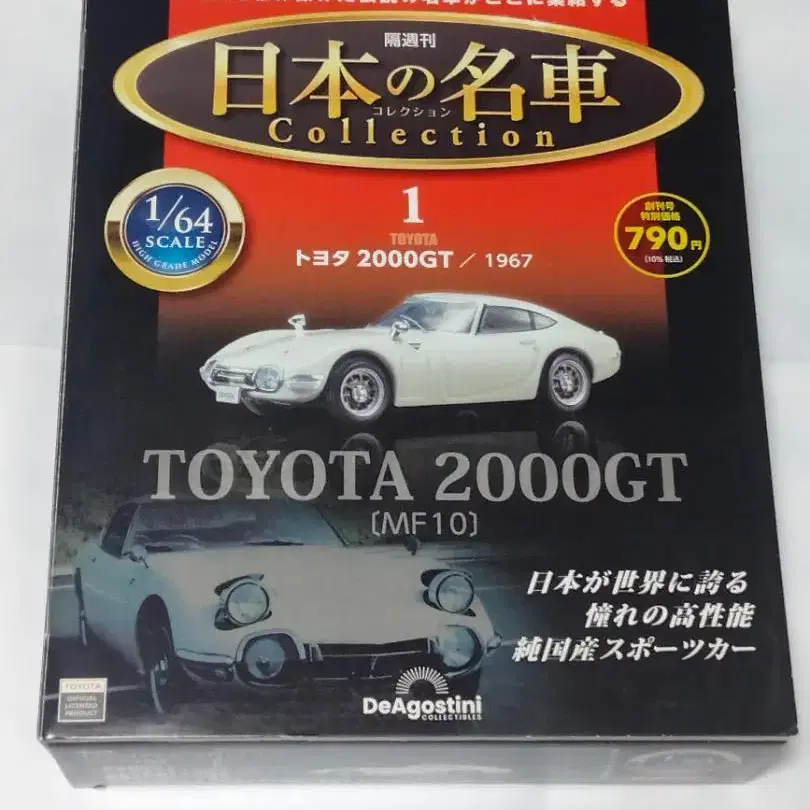 隔週刊
日本の名車
コレクション
Collection
1/64
SCALE
HIGH GRADE MODEL
1
TOYOTA
トヨタ 2000GT / 1967
創刊号
特別価格
790円
(10%税込)
TOYOTA 2000GT
〔MF10〕
日本が世界に誇る
憧れの高性能
純国産スポーツカー
TOYOTA
OFFICIAL
LICENSED
PRODUCT
DeAgostini
COLLECTIBLES